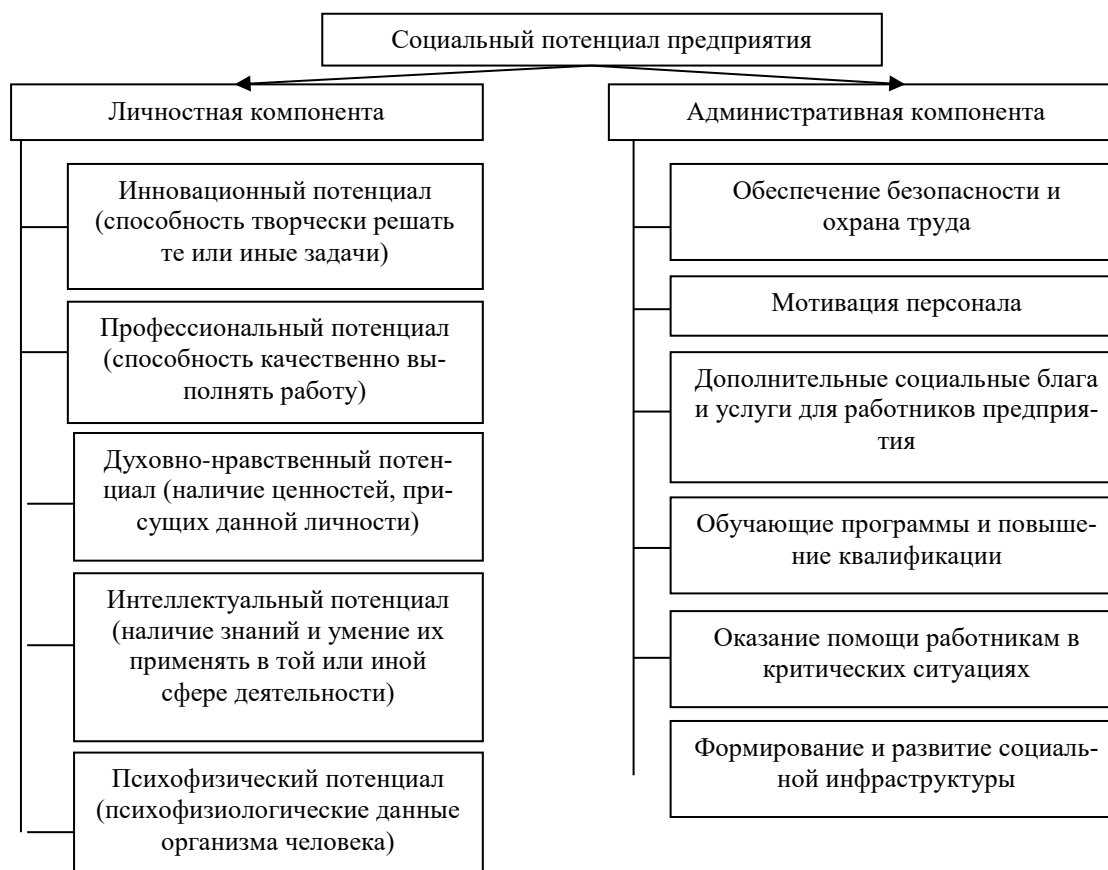 Социальный потенциал предприятия
Личностная компонента
Инновационный потенциал
(способность творчески решать
те или иные задачи)
Профессиональный потенциал
(способность качественно вы-
полнять работу)
Духовно-нравственный потен-
циал (наличие ценностей, при-
сущих данной личности)
Интеллектуальный потенциал
(наличие знаний и умение их
применять в той или иной
сфере деятельности)
Психофизический потенциал
(психофизиологические данные
организма человека)
Административная компонента
Обеспечение безопасности и
охрана труда
Мотивация персонала
Дополнительные социальные блага
и услуги для работников предприя-
тия
Обучающие программы и повыше-
ние квалификации
Оказание помощи работникам в
критических ситуациях
Формирование и развитие социаль-
ной инфраструктуры